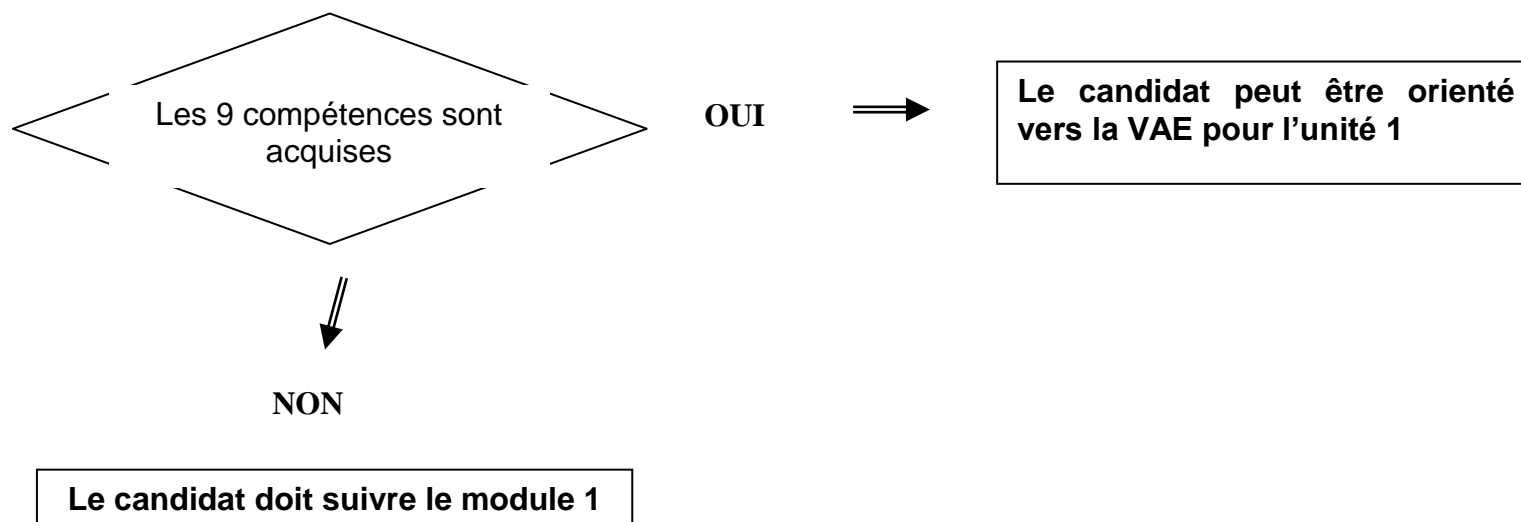 Les 9 compétences sont
acquises
OUI
Le candidat peut être orienté
vers la VAE pour l’unité 1
NON
Le candidat doit suivre le module 1